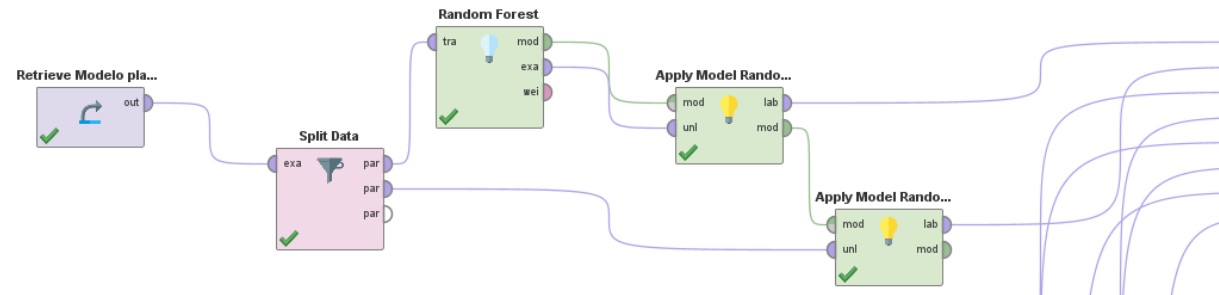 Retrieve Modelo pla...
out
Split Data
exa
par
par
par
Random Forest
tra
mod
exa
wei
Apply Model Rando...
mod
lab
unl
mod
Apply Model Rando...
mod
lab
unl
mod